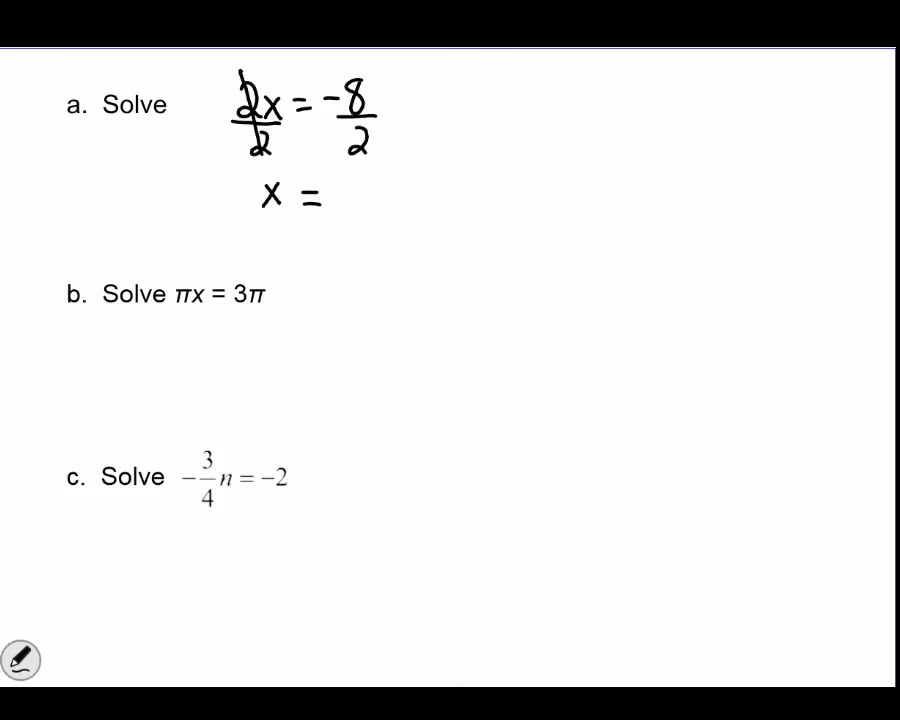 a. Solve 2x = -8
2 2
x =
b. Solve πx = 3π
c. Solve -3/4 n = -2